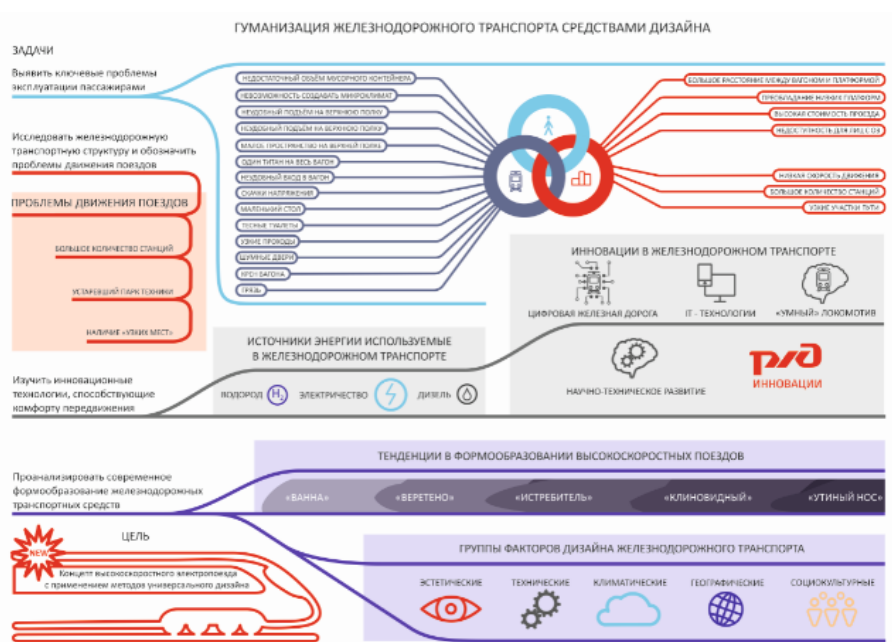 ГУМАНИЗАЦИЯ ЖЕЛЕЗНОДОРОЖНОГО ТРАНСПОРТА СРЕДСТВАМИ ДИЗАЙНА
ЗАДАЧИ
Выявить ключевые проблемы
эксплуатации пассажирами
Исследовать железнодорожную
транспортную структуру и обозначить
проблемы движения поездов
ПРОБЛЕМЫ ДВИЖЕНИЯ ПОЕЗДОВ
БОЛЬШОЕ КОЛИЧЕСТВО СТАНЦИЙ
УСТАРЕВШИЙ ПАРК ТЕХНИКИ
НАЛИЧИЕ «УЗКИХ МЕСТ»
НЕДОСТАТОЧНЫЙ ОБЪЁМ МУСОРНОГО КОНТЕЙНЕРА
НЕВОЗМОЖНОСТЬ СОЗДАВАТЬ МИКРОКЛИМАТ
НЕУДОБНЫЙ ПОДЪЁМ НА ВЕРХНЮЮ ПОЛКУ
НЕУДОБНЫЙ ПОДЪЁМ НА ВЕРХНЮЮ ПОЛКУ
МАЛОЕ ПРОСТРАНСТВО НА ВЕРХНЕЙ ПОЛКЕ
ОДИН ТИТАН НА ВЕСЬ ВАГОН
НЕУДОБНЫЙ ВХОД В ВАГОН
СКАЧКИ НАПРЯЖЕНИЯ
МАЛЕНЬКИЙ СТОЛ
ТЕСНЫЕ ТУАЛЕТЫ
УЗКИЕ ПРОХОДЫ
ШУМНЫЕ ДВЕРИ
КРЕН ВАГОНА
ГРЯЗЬ
БОЛЬШОЕ РАССТОЯНИЕ МЕЖДУ ВАГОНОМ И ПЛАТФОРМОЙ
ПРЕОБЛАДАНИЕ НИЗКИХ ПЛАТФОРМ
ВЫСОКАЯ СТОИМОСТЬ ПРОЕЗДА
НЕДОСТУПНОСТЬ ДЛЯ ЛИЦ С ОВ
НИЗКАЯ СКОРОСТЬ ДВИЖЕНИЯ
БОЛЬШОЕ КОЛИЧЕСТВО СТАНЦИЙ
УЗКИЕ УЧАСТКИ ПУТИ
ИННОВАЦИИ В ЖЕЛЕЗНОДОРОЖНОМ ТРАНСПОРТЕ
ЦИФРОВАЯ ЖЕЛЕЗНАЯ ДОРОГА
IT - ТЕХНОЛОГИИ
«УМНЫЙ» ЛОКОМОТИВ
НАУЧНО-ТЕХНИЧЕСКОЕ РАЗВИТИЕ
РЖД
ИННОВАЦИИ
Изучить инновационные
технологии, способствующие
комфорту передвижения
ИСТОЧНИКИ ЭНЕРГИИ ИСПОЛЬЗУЕМЫЕ
В ЖЕЛЕЗНОДОРОЖНОМ ТРАНСПОРТЕ
ВОДОРОД H2 ЭЛЕКТРИЧЕСТВО ДИЗЕЛЬ
Проанализировать современное
формообразование железнодорожных
транспортных средств
ТЕНДЕНЦИИ В ФОРМООБРАЗОВАНИИ ВЫСОКОСКОРОСТНЫХ ПОЕЗДОВ
«ВАННА» «ВЕРЕТЕНО» «ИСТРЕБИТЕЛЬ» «КЛИНОВИДНЫЙ» «УТИНЫЙ НОС»
ЦЕЛЬ
NEW
Концепт высокоскоростного электропоезда
с применением методов универсального дизайна
ГРУППЫ ФАКТОРОВ ДИЗАЙНА ЖЕЛЕЗНОДОРОЖНОГО ТРАНСПОРТА
ЭСТЕТИЧЕСКИЕ ТЕХНИЧЕСКИЕ КЛИМАТИЧЕСКИЕ ГЕОГРАФИЧЕСКИЕ СОЦИОКУЛЬТУРНЫЕ